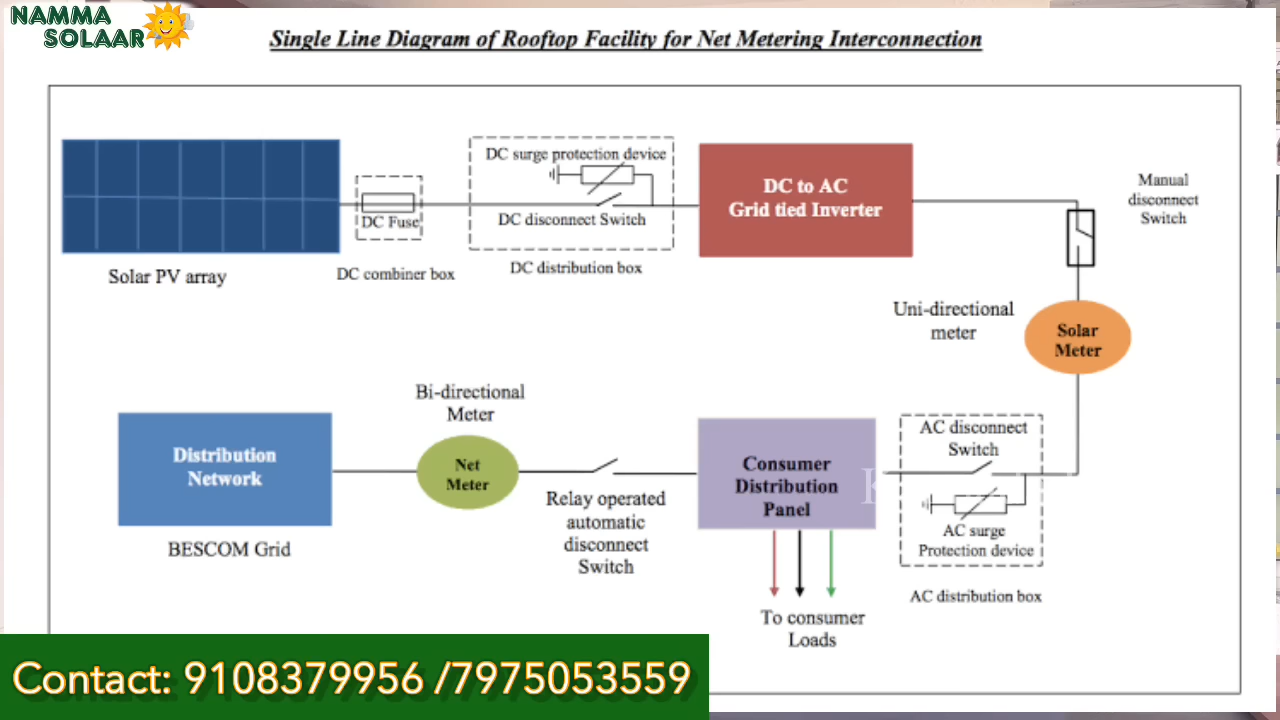 NAMMA
SOLAAR
Single Line Diagram of Rooftop Facility for Net Metering Interconnection
DC surge protection device
DC Fuse
DC disconnect Switch
Solar PV array
DC combiner box
DC distribution box
DC to AC
Grid tied Inverter
Manual
disconnect
Switch
Uni-directional
meter
Solar
Meter
Bi-directional
Meter
Distribution
Network
BESCOM Grid
Net
Meter
Relay operated
automatic
disconnect
Switch
Consumer
Distribution
Panel
To consumer
Loads
AC disconnect
Switch
AC surge
Protection device
AC distribution box
Contact: 9108379956 /7975053559